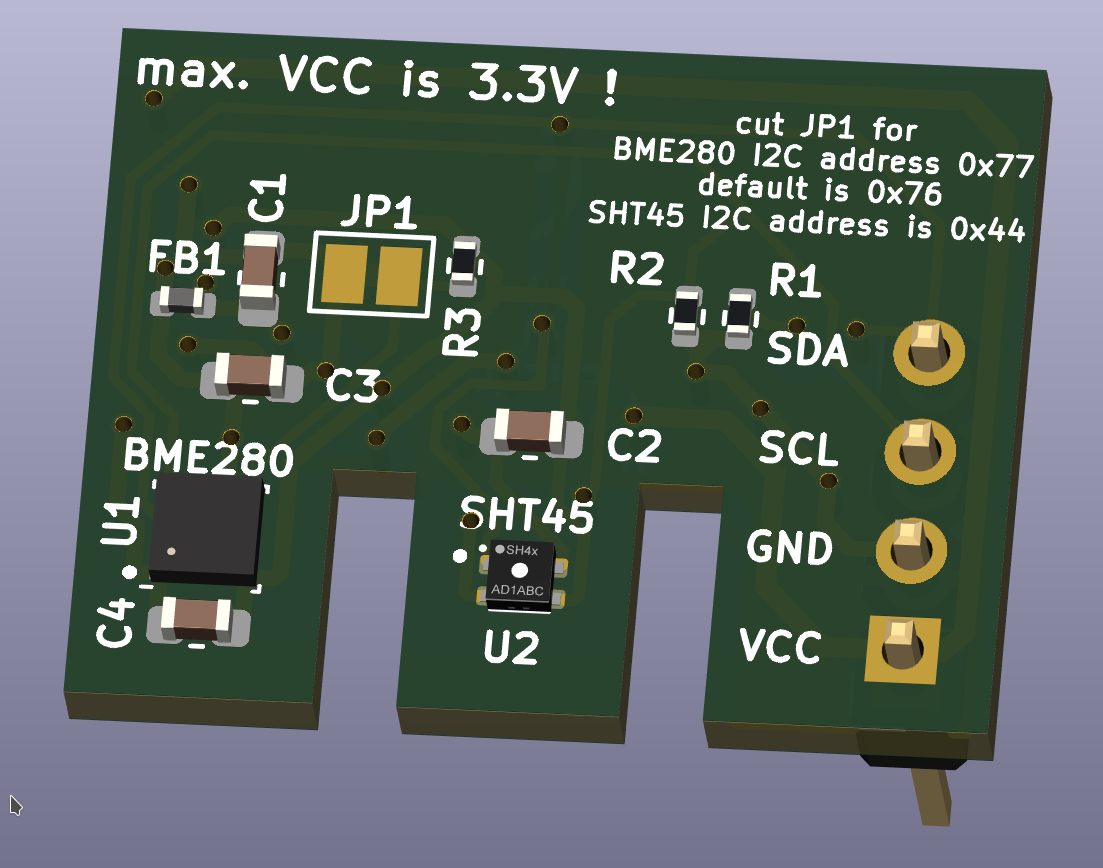 max. VCC is 3.3V !
cut JP1 for
BME280 I2C address 0x77
default is 0x76
SHT45 I2C address is 0x44
C1
JP1
FB1
R3
R2
R1
SDA
C3
C2
SCL
BME280
U1
SHT45
SH4x
AD1ABC
GND
C4
U2
VCC